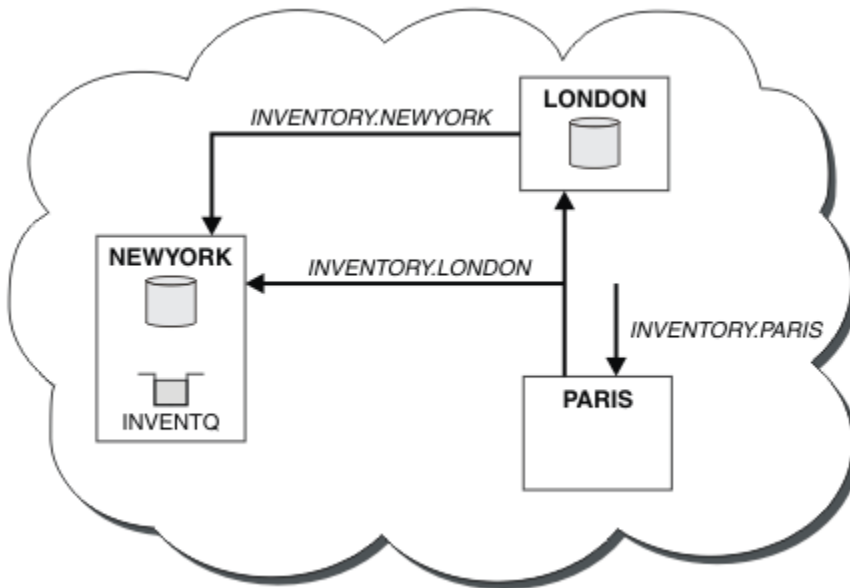 LONDON
INVENTORY.NEWYORK
NEWYORK
INVENTORY.LONDON
INVENTORY.PARIS
INVENTQ
PARIS